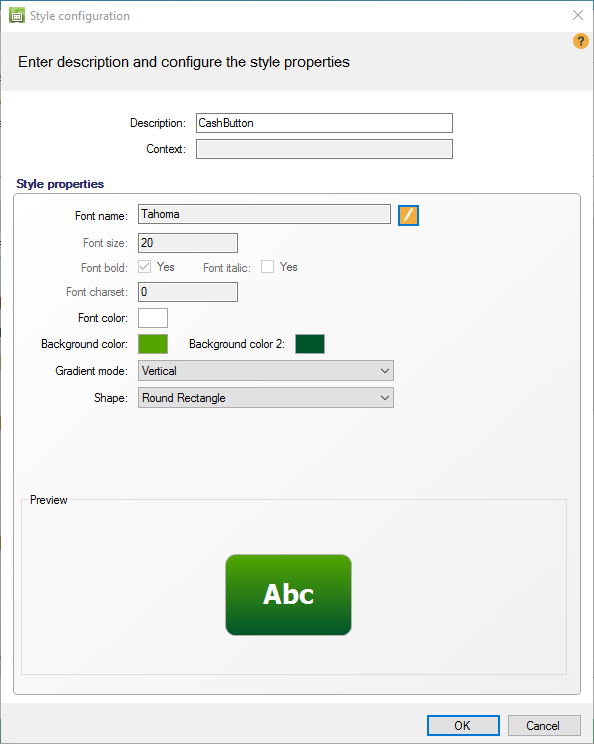 Style configuration
?
Enter description and configure the style properties
Description: CashButton
Context:
Style properties
Font name: Tahoma
Font size: 20
Font bold: Yes Font italic: Yes
Font charset: 0
Font color:
Background color: Background color 2:
Gradient mode: Vertical
Shape: Round Rectangle
Preview
Abc
OK Cancel